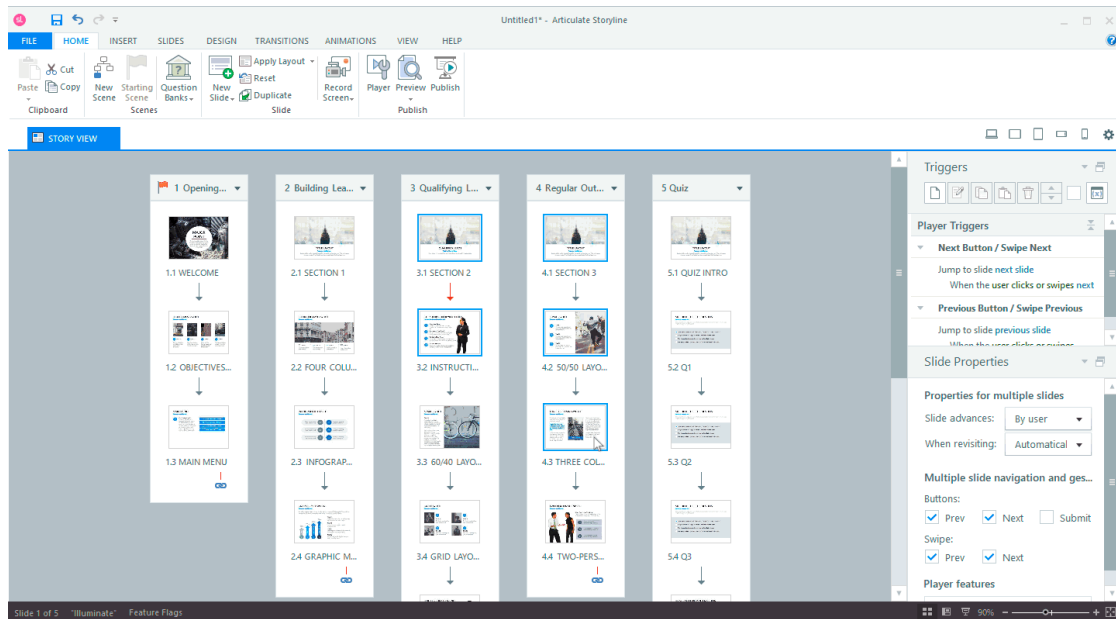 sl
Untitled1* - Articulate Storyline
FILE HOME INSERT SLIDES DESIGN TRANSITIONS ANIMATIONS VIEW HELP
Paste Cut Copy
Clipboard
New Scene Starting Scene Question Banks
Scenes
New Slide Apply Layout Reset Duplicate Record Screen
Slide
Player Preview Publish
Publish
STORY VIEW
1 Opening...
1.1 WELCOME
1.2 OBJECTIVES...
1.3 MAIN MENU
2 Building Lea...
2.1 SECTION 1
2.2 FOUR COLU...
2.3 INFOGRAP...
2.4 GRAPHIC M...
3 Qualifying L...
3.1 SECTION 2
3.2 INSTRUCTI...
3.3 60/40 LAYO...
3.4 GRID LAYO...
4 Regular Out...
4.1 SECTION 3
4.2 50/50 LAYO...
4.3 THREE COL...
4.4 TWO-PERS...
5 Quiz
5.1 QUIZ INTRO
5.2 Q1
5.3 Q2
5.4 Q3
Triggers
Player Triggers
Next Button / Swipe Next
Jump to slide next slide
When the user clicks or swipes next
Previous Button / Swipe Previous
Jump to slide previous slide
When the user clicks or swipes
Slide Properties
Properties for multiple slides
Slide advances: By user
When revisiting: Automatical
Multiple slide navigation and ges...
Buttons:
Prev Next Submit
Swipe:
Prev Next
Player features
Slide 1 of 5 "Illuminate" Feature Flags
90%